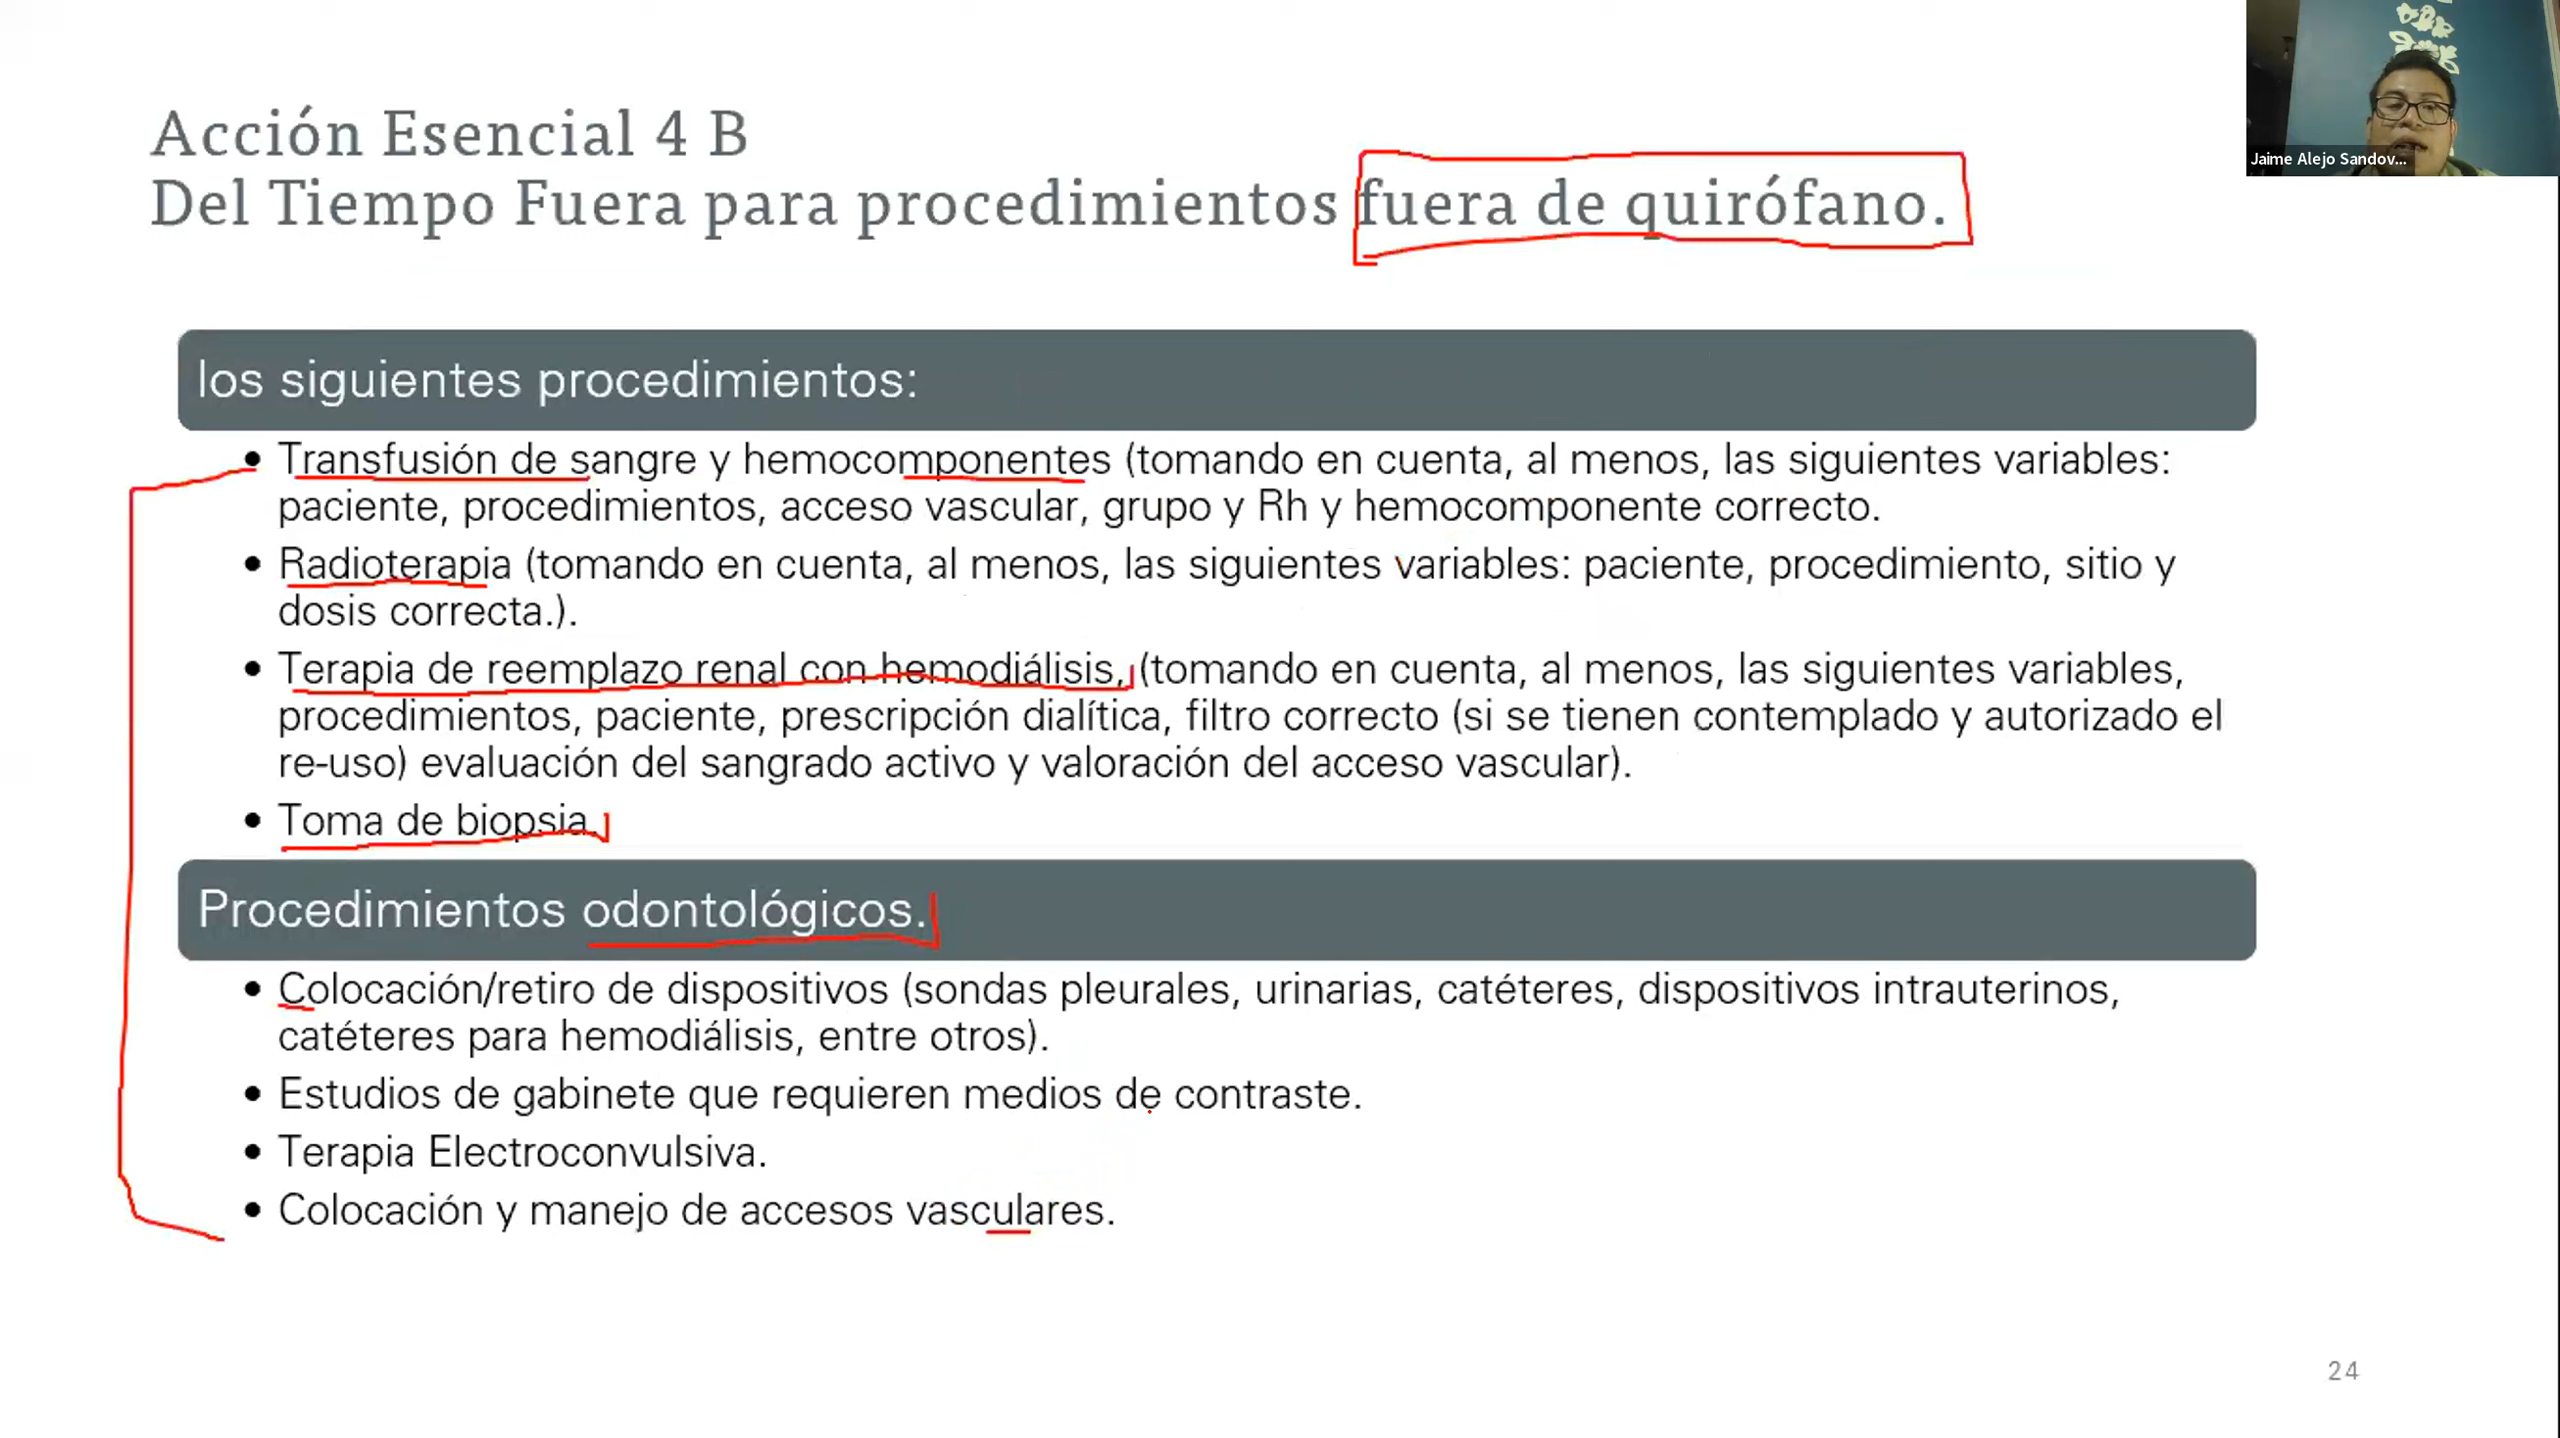 Acción Esencial 4 B
Del Tiempo Fuera para procedimientos fuera de quirófano.
Jaime Alejo Sandov...
los siguientes procedimientos:
• Transfusión de sangre y hemocomponentes (tomando en cuenta, al menos, las siguientes variables:
paciente, procedimientos, acceso vascular, grupo y Rh y hemocomponente correcto.
• Radioterapia (tomando en cuenta, al menos, las siguientes variables: paciente, procedimiento, sitio y
dosis correcta.).
• Terapia de reemplazo renal con hemodiálisis, (tomando en cuenta, al menos, las siguientes variables,
procedimientos, paciente, prescripción dialítica, filtro correcto (si se tienen contemplado y autorizado el
re-uso) evaluación del sangrado activo y valoración del acceso vascular).
• Toma de biopsia.
Procedimientos odontológicos.
• Colocación/retiro de dispositivos (sondas pleurales, urinarias, catéteres, dispositivos intrauterinos,
catéteres para hemodiálisis, entre otros).
• Estudios de gabinete que requieren medios de contraste.
• Terapia Electroconvulsiva.
• Colocación y manejo de accesos vasculares.
24